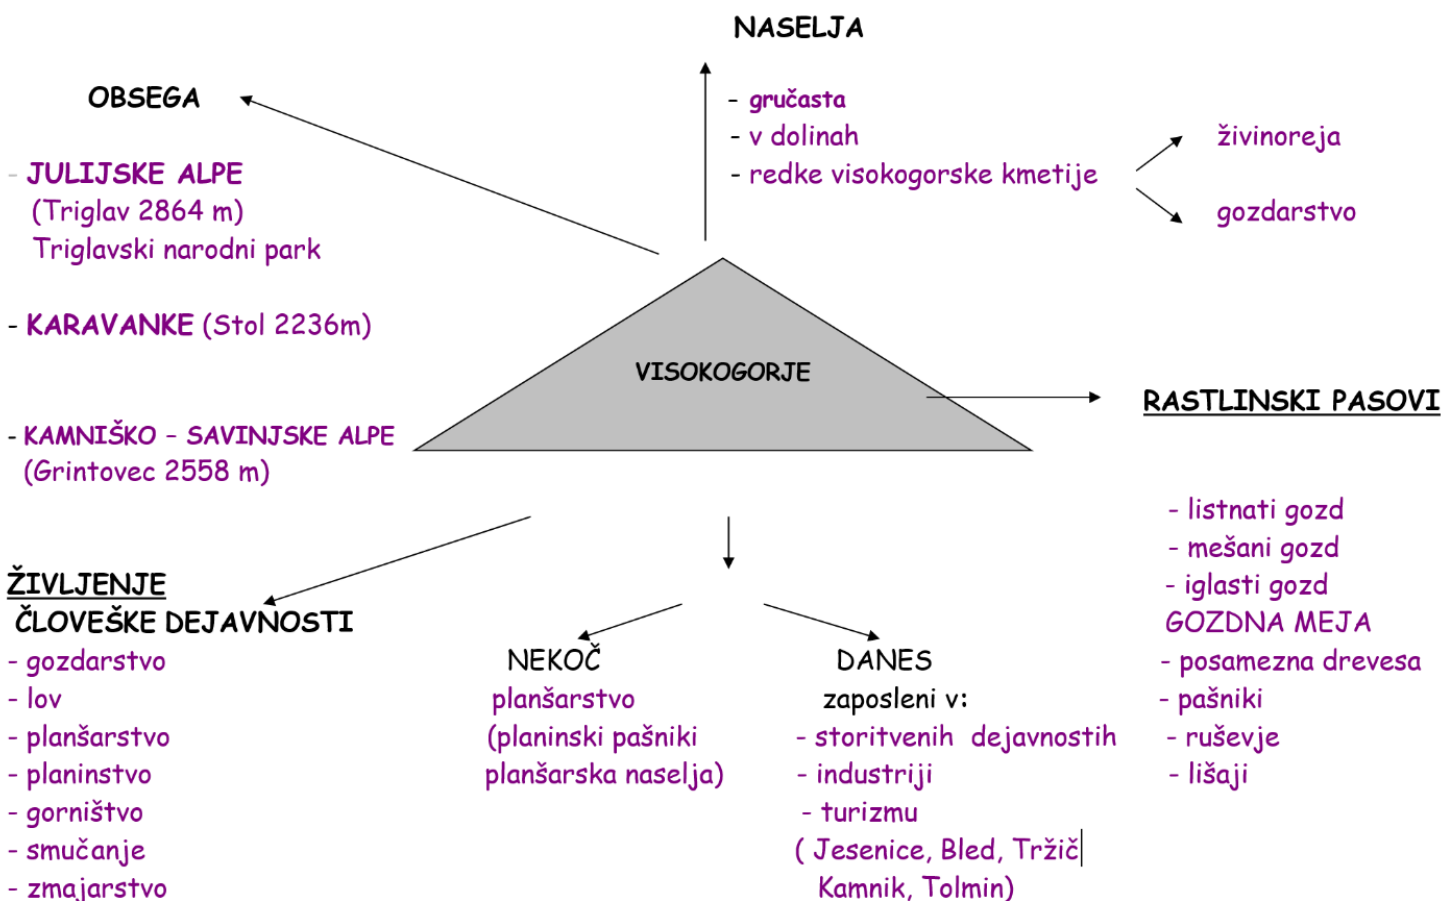 NASELJA
- gručasta
- v dolinah
- redke visokogorske kmetije
živinoreja
gozdarstvo
OBSEGA
- JULIJSKE ALPE
(Triglav 2864 m)
Triglavski narodni park
- KARAVANKE (Stol 2236m)
- KAMNIŠKO - SAVINJSKE ALPE
(Grintovec 2558 m)
VISOKOGORJE
RASTLINSKI PASOVI
- listnati gozd
- mešani gozd
- iglasti gozd
GOZDNA MEJA
- posamezna drevesa
- pašniki
- ruševje
- lišaji
ŽIVLJENJE
ČLOVEŠKE DEJAVNOSTI
- gozdarstvo
- lov
- planšarstvo
- planinstvo
- gorništvo
- smučanje
- zmajarstvo
NEKOČ
planšarstvo
(planinski pašniki
planšarska naselja)
DANES
zaposleni v:
- storitvenih dejavnostih
- industriji
- turizmu
( Jesenice, Bled, Tržič
Kamnik, Tolmin)